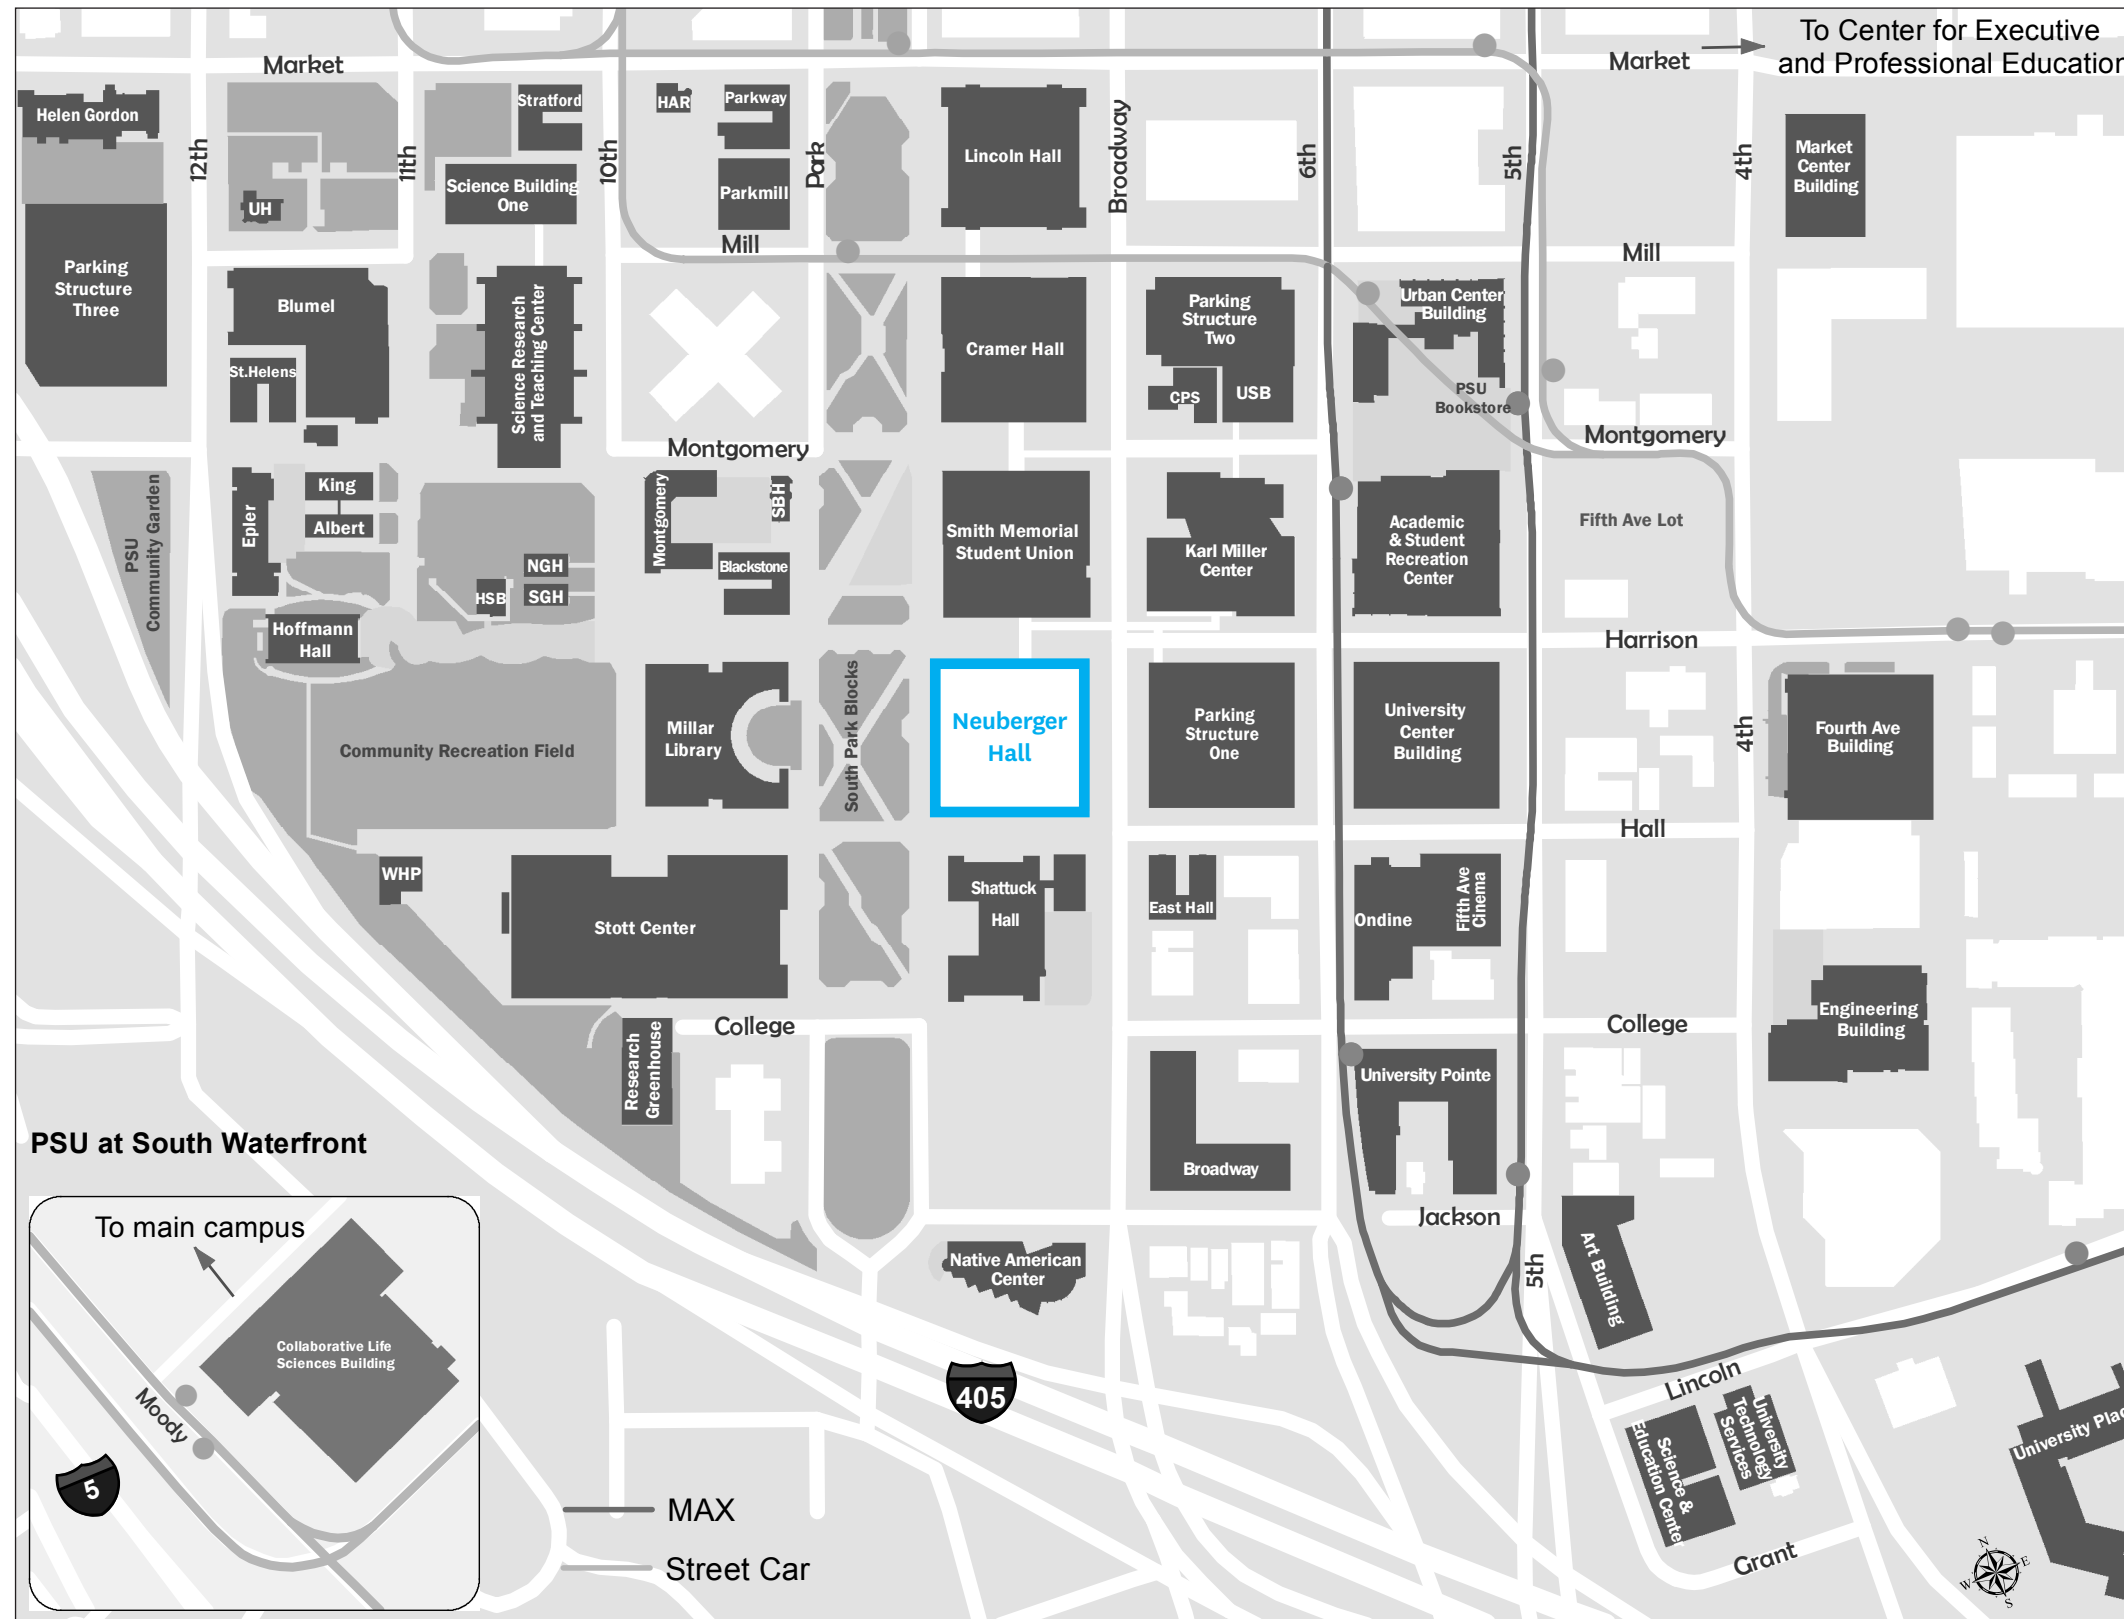 To Center for Executive
and Professional Education
Market
Market
Helen Gordon
Stratford
HAR
Parkway
12th
11th
10th
Park
Broadway
6th
5th
4th
Lincoln Hall
Market
Center
Building
Science Building
One
Parkmill
UH
Mill
Mill
Parking
Structure
Three
Blumel
Science Research
and Teaching Center
Cramer Hall
Parking
Structure
Two
Urban Center
Building
St.Helens
CPS
USB
PSU
Bookstore
Montgomery
Montgomery
PSU
Community Garden
Epler
King
Albert
Montgomery
SBH
Smith Memorial
Student Union
Karl Miller
Center
Academic
& Student
Recreation
Center
Fifth Ave Lot
NGH
SGH
HSB
Blackstone
Hoffmann
Hall
Harrison
Community Recreation Field
Millar
Library
South Park Blocks
Neuberger
Hall
Parking
Structure
One
University
Center
Building
4th
Fourth Ave
Building
Hall
WHP
Stott Center
Shattuck
Hall
East Hall
Ondine
Fifth Ave
Cinema
College
College
Engineering
Building
Research
Greenhouse
University Pointe
Broadway
Jackson
PSU at South Waterfront
To main campus
Native American
Center
5th
Art Building
Collaborative Life
Sciences Building
Moody
5
405
Lincoln
University
Technology
Services
Science &
Education Center
University Plac
Grant
MAX
Street Car
N
E
S
W